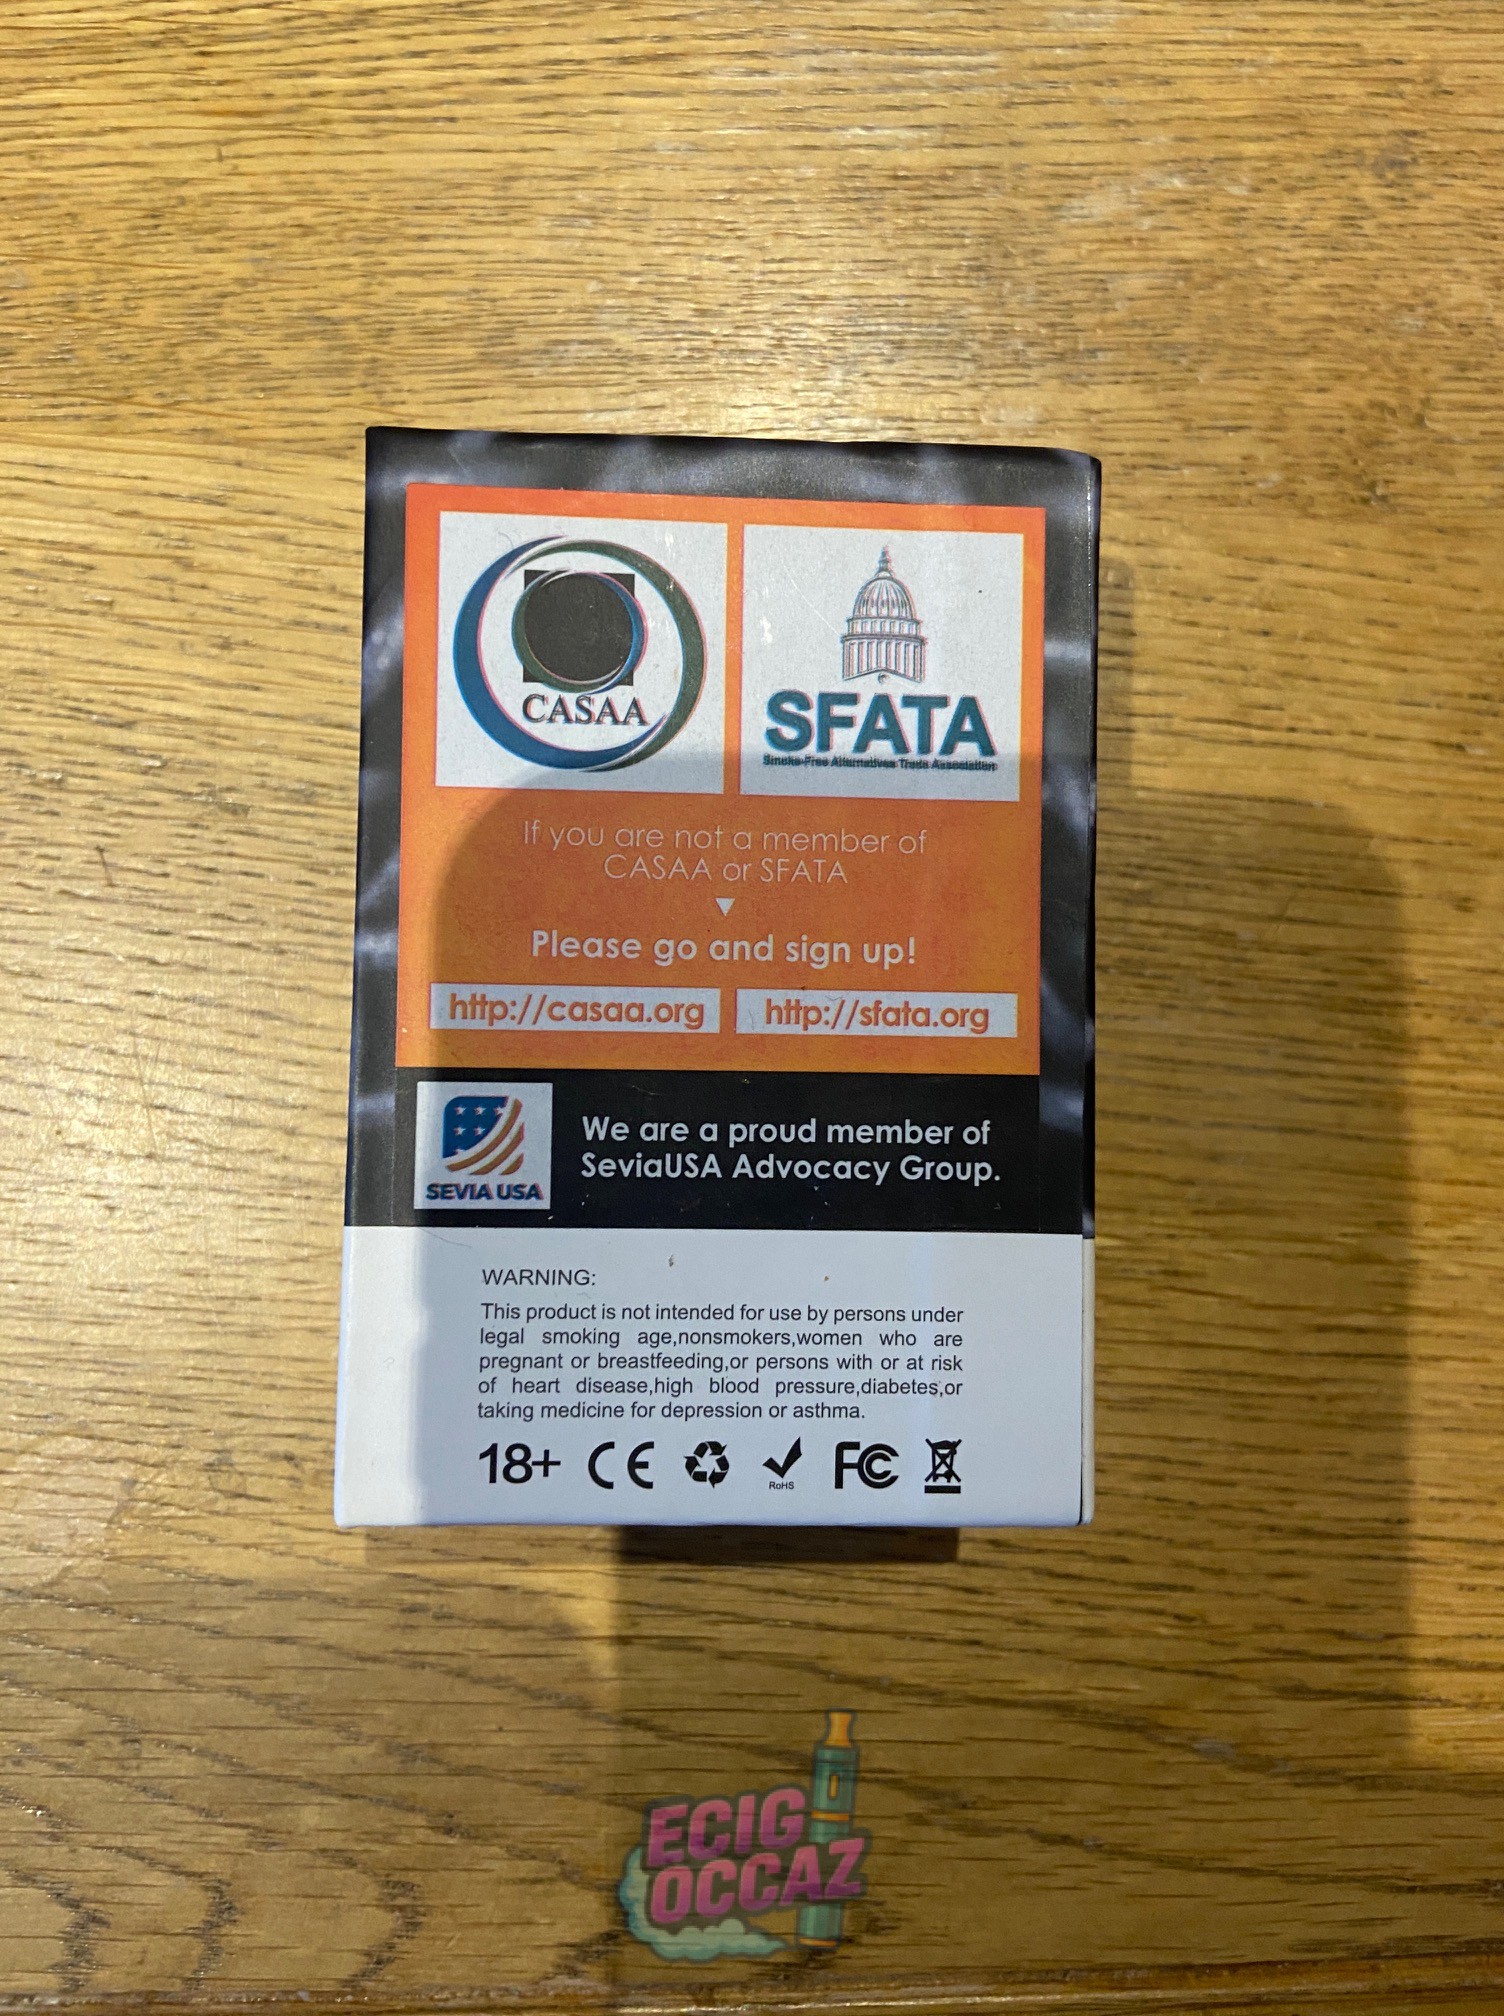 CASAA
SFATA
Smoke-Free Alternatives Trade Association
If you are not a member of
CASAA or SFATA
Please go and sign up!
http://casaa.org
http://sfata.org
SEVIA USA
We are a proud member of
SeviaUSA Advocacy Group.
WARNING:
This product is not intended for use by persons under
legal smoking age,nonsmokers,women who are
pregnant or breastfeeding,or persons with or at risk
of heart disease,high blood pressure,diabetes,or
taking medicine for depression or asthma.
18+ CE RoHS FC
ECIG
OCCAZ